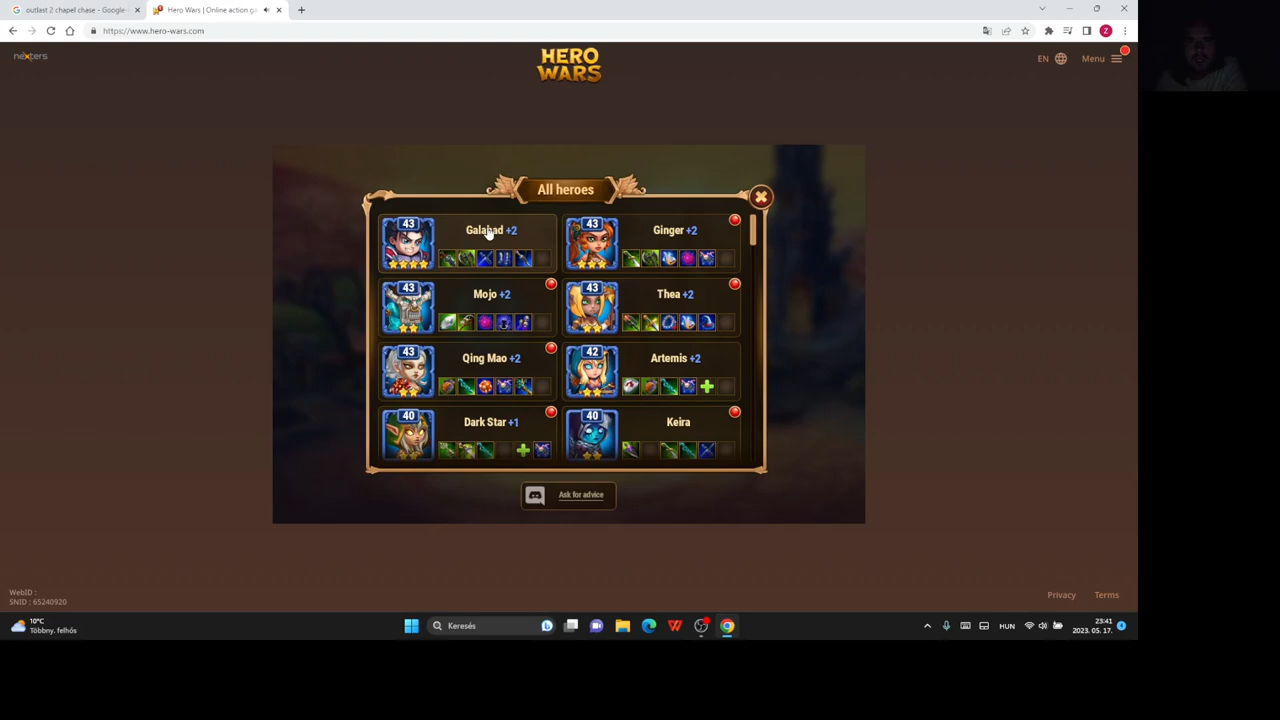 outlast 2 chapel chase - Google-
Hero Wars | Online action ga
https://www.hero-wars.com
nexters
HERO
WARS
EN
Menu
All heroes
43
Galahad +2
43
Ginger +2
43
Mojo +2
43
Thea +2
43
Qing Mao +2
42
Artemis +2
40
Dark Star +1
40
Keira
Ask for advice
WebID :
SNID : 65240920
Privacy
Terms
10°C
Többny. felhős
Keresés
HUN
23:41
2023. 05. 17.